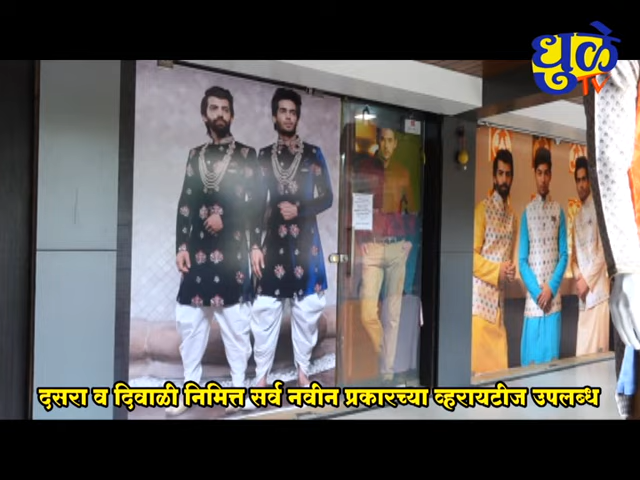 धुळे
TV
दसरा व दिवाळी निमित्त सर्व नवीन प्रकारच्या व्हरायटीज उपलब्ध